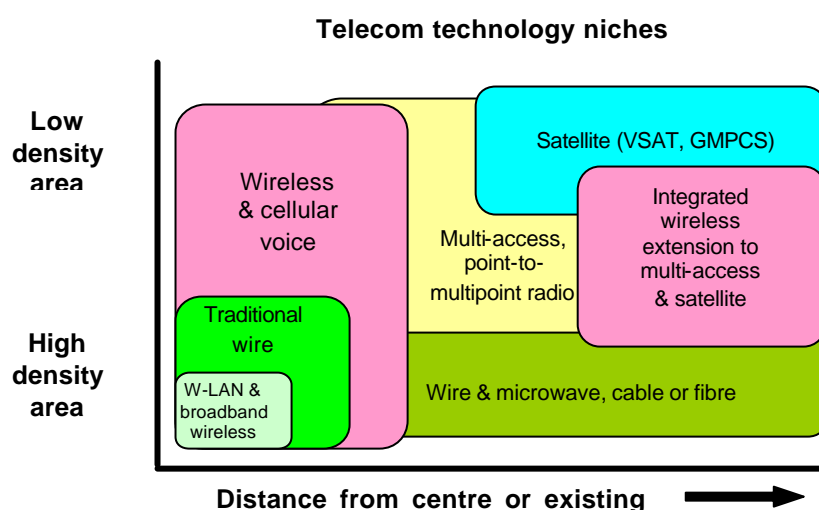 Telecom technology niches
Low
density
area
High
density
area
Satellite (VSAT, GMPCS)
Wireless
& cellular
voice
Integrated
wireless
extension to
multi-access
& satellite
Multi-access,
point-to-
multipoint radio
Traditional
wire
W-LAN &
broadband
wireless
Wire & microwave, cable or fibre
Distance from centre or existing